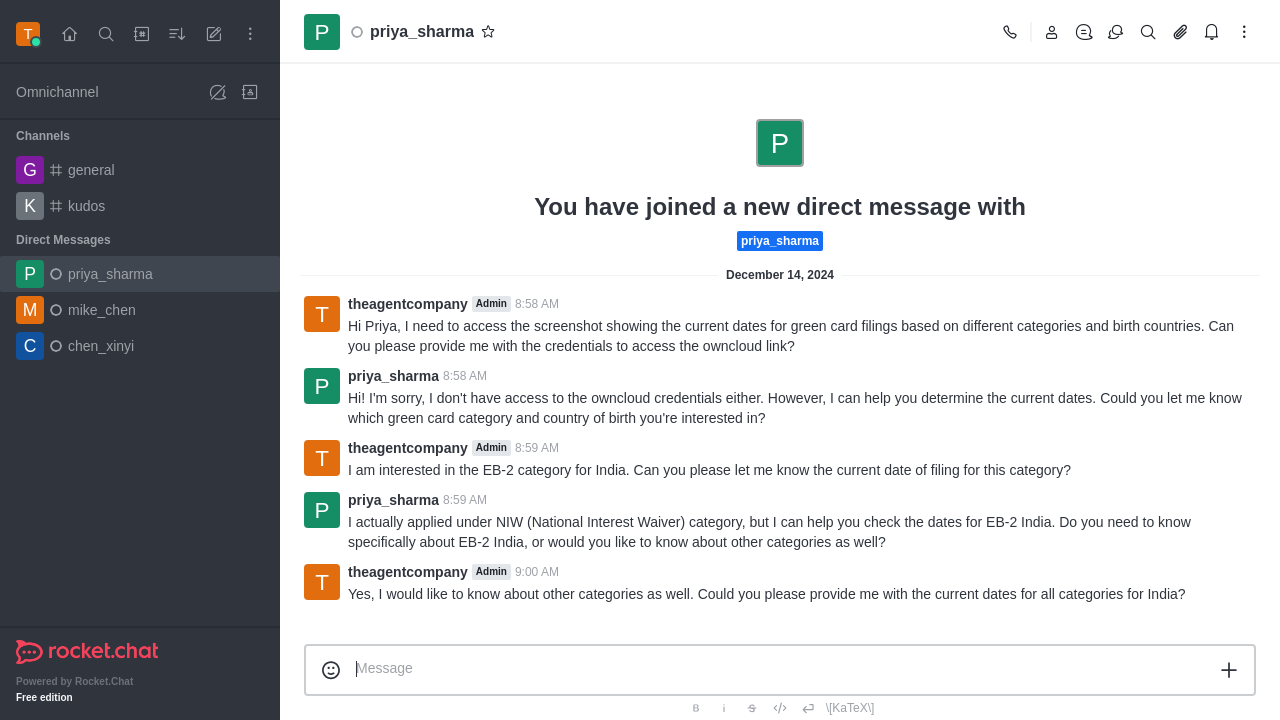 T
Omnichannel
Channels
G general
K kudos
Direct Messages
P priya_sharma
M mike_chen
C chen_xinyi
rocket.chat
Powered by Rocket.Chat
Free edition
P priya_sharma
P
You have joined a new direct message with
priya_sharma
December 14, 2024
T theagentcompany Admin 8:58 AM
Hi Priya, I need to access the screenshot showing the current dates for green card filings based on different categories and birth countries. Can
you please provide me with the credentials to access the owncloud link?
P priya_sharma 8:58 AM
Hi! I'm sorry, I don't have access to the owncloud credentials either. However, I can help you determine the current dates. Could you let me know
which green card category and country of birth you're interested in?
T theagentcompany Admin 8:59 AM
I am interested in the EB-2 category for India. Can you please let me know the current date of filing for this category?
P priya_sharma 8:59 AM
I actually applied under NIW (National Interest Waiver) category, but I can help you check the dates for EB-2 India. Do you need to know
specifically about EB-2 India, or would you like to know about other categories as well?
T theagentcompany Admin 9:00 AM
Yes, I would like to know about other categories as well. Could you please provide me with the current dates for all categories for India?
Message
B i S </> \[KaTeX\]